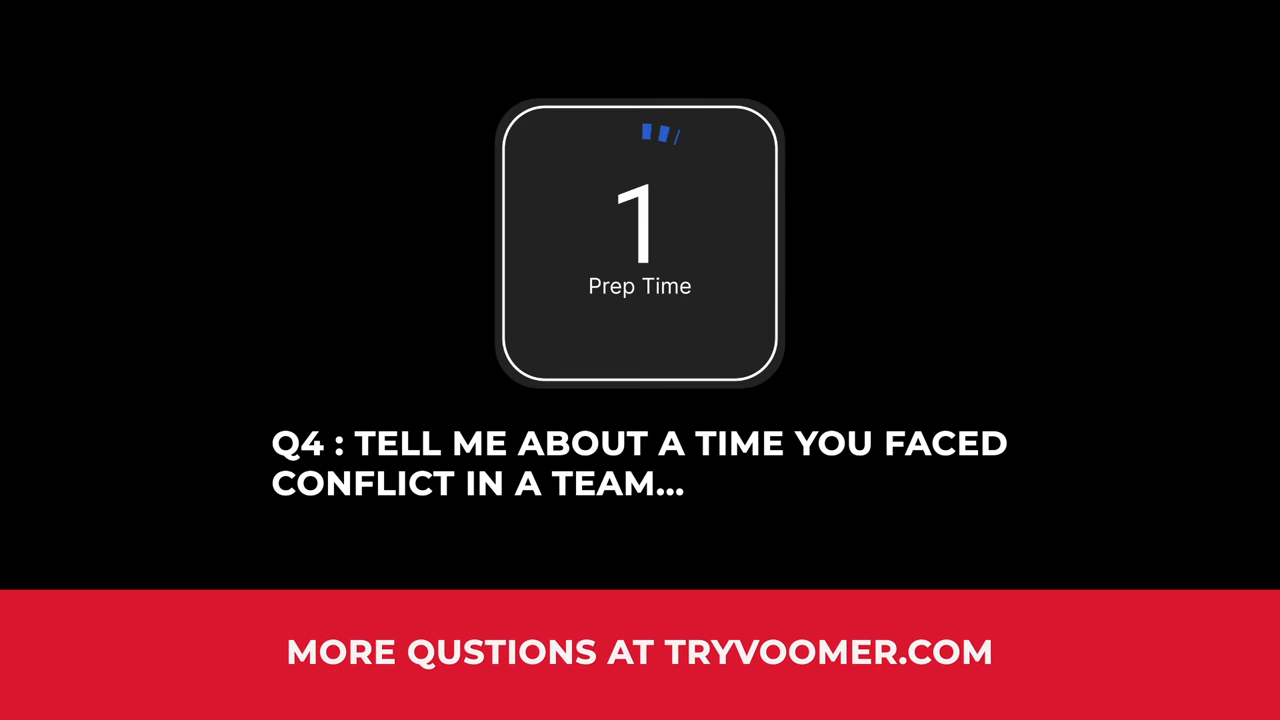 1
Prep Time
Q4 : TELL ME ABOUT A TIME YOU FACED
CONFLICT IN A TEAM...
MORE QUSTIONS AT TRYVOOMER.COM